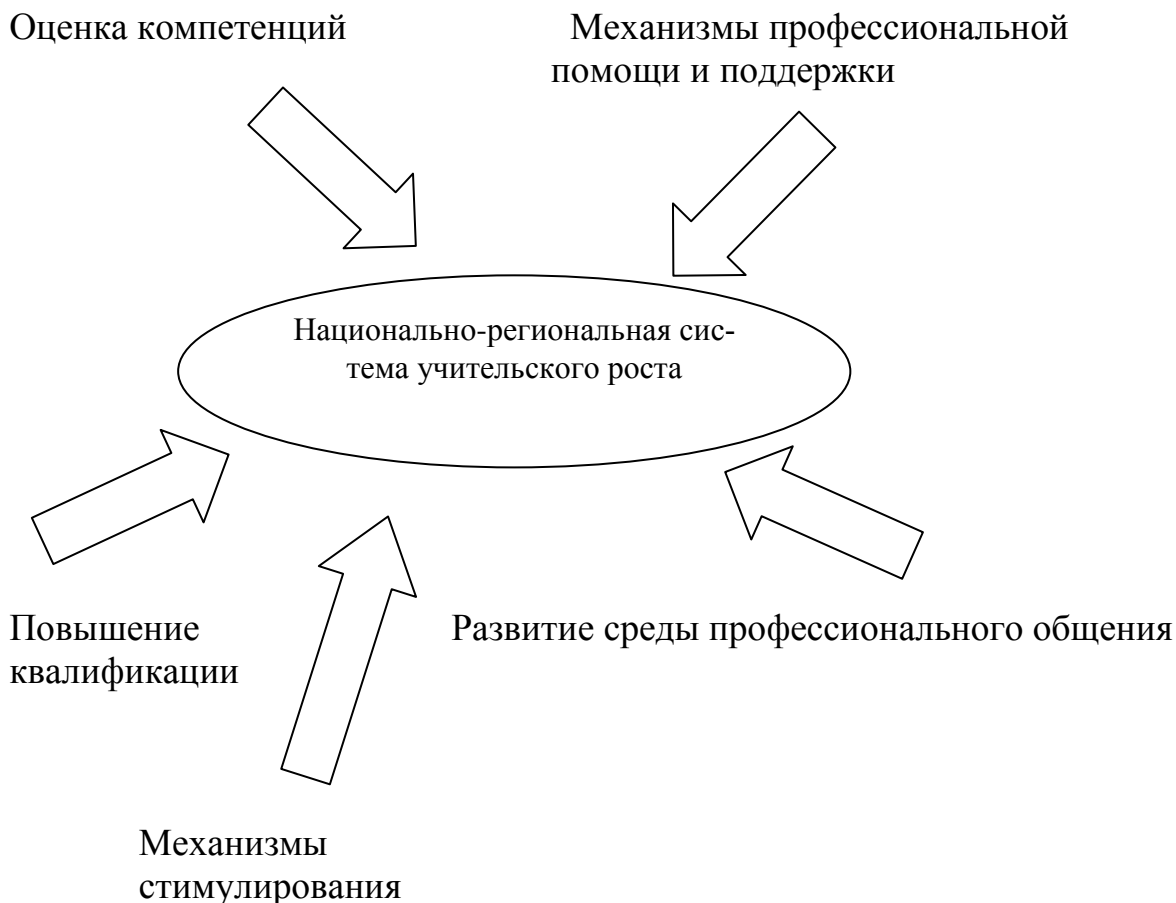 Оценка компетенций
Механизмы профессиональной
помощи и поддержки
Национально-региональная сис-
тема учительского роста
Повышение
квалификации
Развитие среды профессионального общения
Механизмы
стимулирования